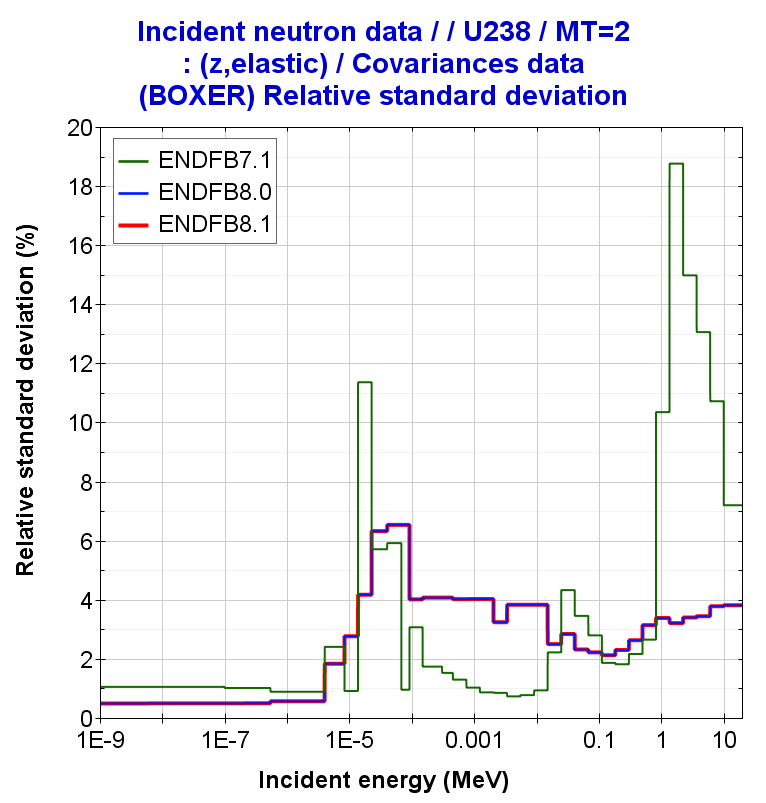 Incident neutron data / / U238 / MT=2
: (z,elastic) / Covariances data
(BOXER) Relative standard deviation
ENDFB7.1
ENDFB8.0
ENDFB8.1
Relative standard deviation (%)
20
18
16
14
12
10
8
6
4
2
0
1E-9
1E-7
1E-5
0.001
0.1
1
10
Incident energy (MeV)